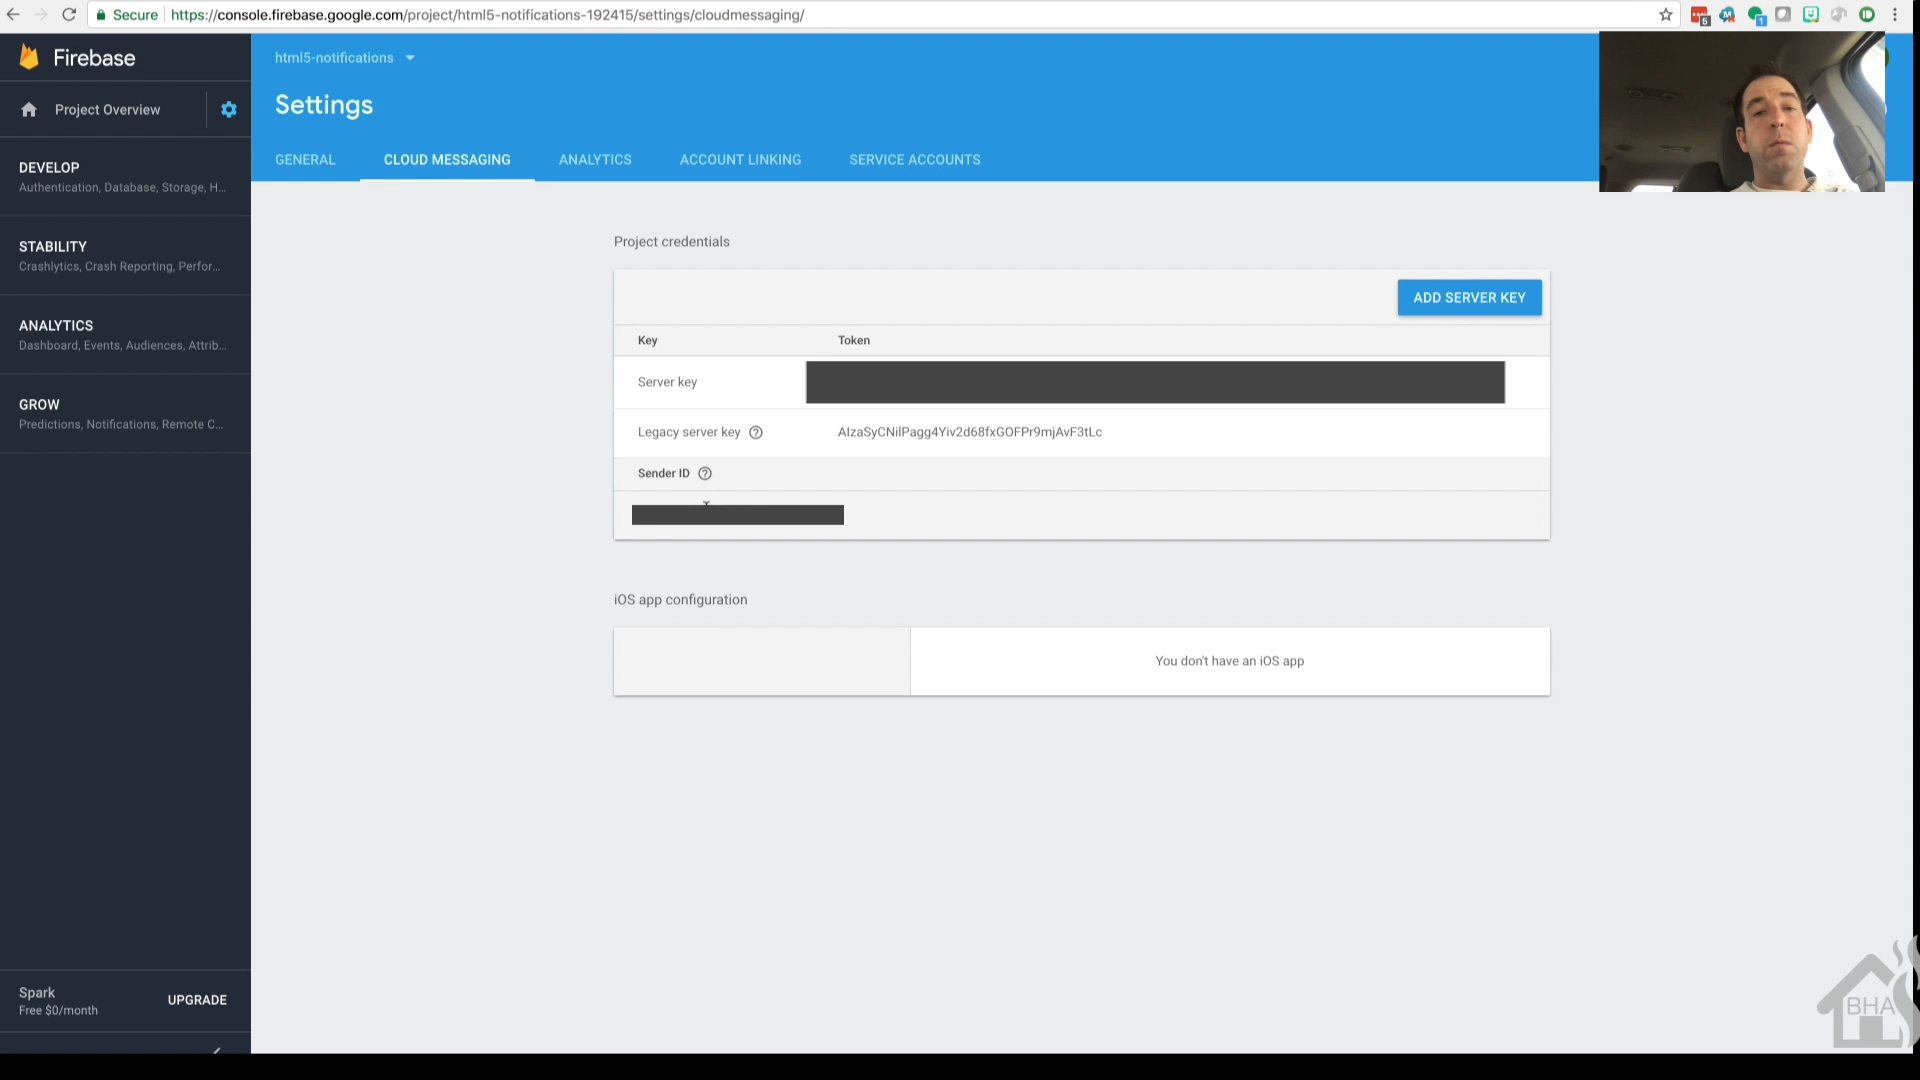 Secure https://console.firebase.google.com/project/html5-notifications-192415/settings/cloudmessaging/
5
1
Firebase
html5-notifications
Project Overview
Settings
GENERAL CLOUD MESSAGING ANALYTICS ACCOUNT LINKING SERVICE ACCOUNTS
DEVELOP
Authentication, Database, Storage, H...
STABILITY
Crashlytics, Crash Reporting, Perfor...
ANALYTICS
Dashboard, Events, Audiences, Attrib...
GROW
Predictions, Notifications, Remote C...
Project credentials
ADD SERVER KEY
Key Token
Server key
Legacy server key AIzaSyCNilPagg4Yiv2d68fxGOFPr9mjAvF3tLc
Sender ID
iOS app configuration
You don't have an iOS app
Spark
Free $0/month
UPGRADE
BHA